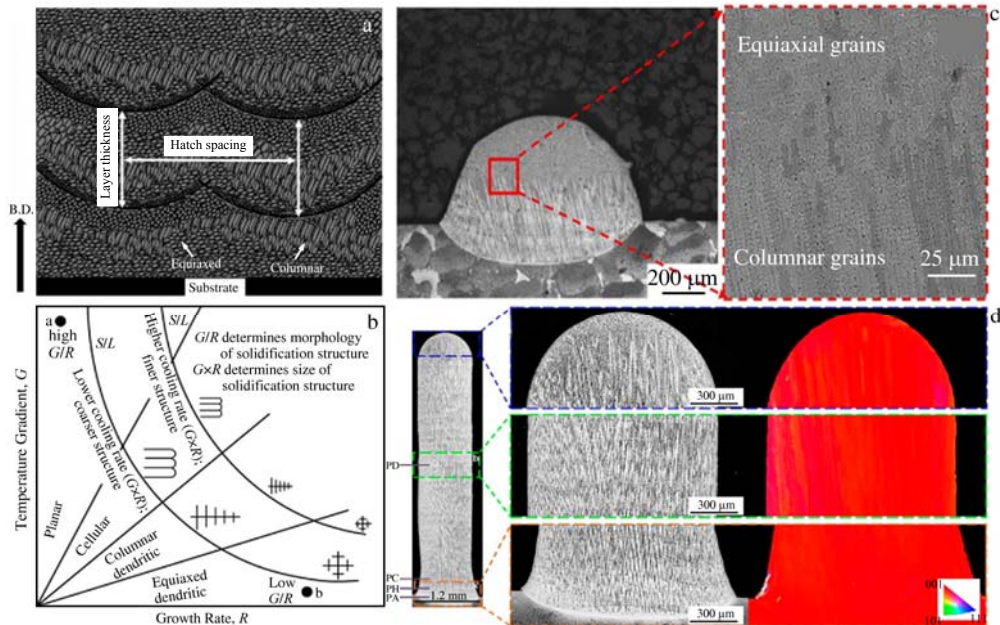 a
Layer thickness
Hatch spacing
B.D.
Equiaxed
Columnar
Substrate
c
Equiaxial grains
Columnar grains
200 μm
25 μm
b
a
high
G/R
S/L
S/L
Higher cooling rate (G×R);
finer structure
Lower cooling rate (G×R);
coarser structure
G/R determines morphology
of solidification structure
G×R determines size of
solidification structure
Temperature Gradient, G
Planar
Cellular
Columnar
dendritic
Equiaxed
dendritic
Low
G/R
b
Growth Rate, R
d
PD
PC
PH
PA
1.2 mm
300 μm
300 μm
300 μm
300 μm
001
101
111